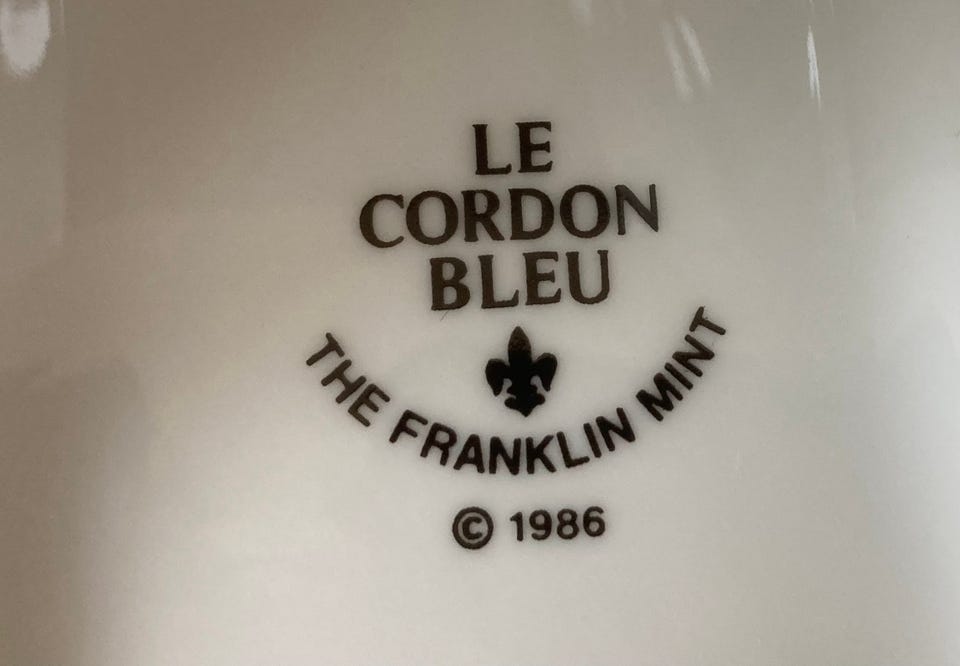 LE
CORDON
BLEU
THE FRANKLIN MINT
© 1986